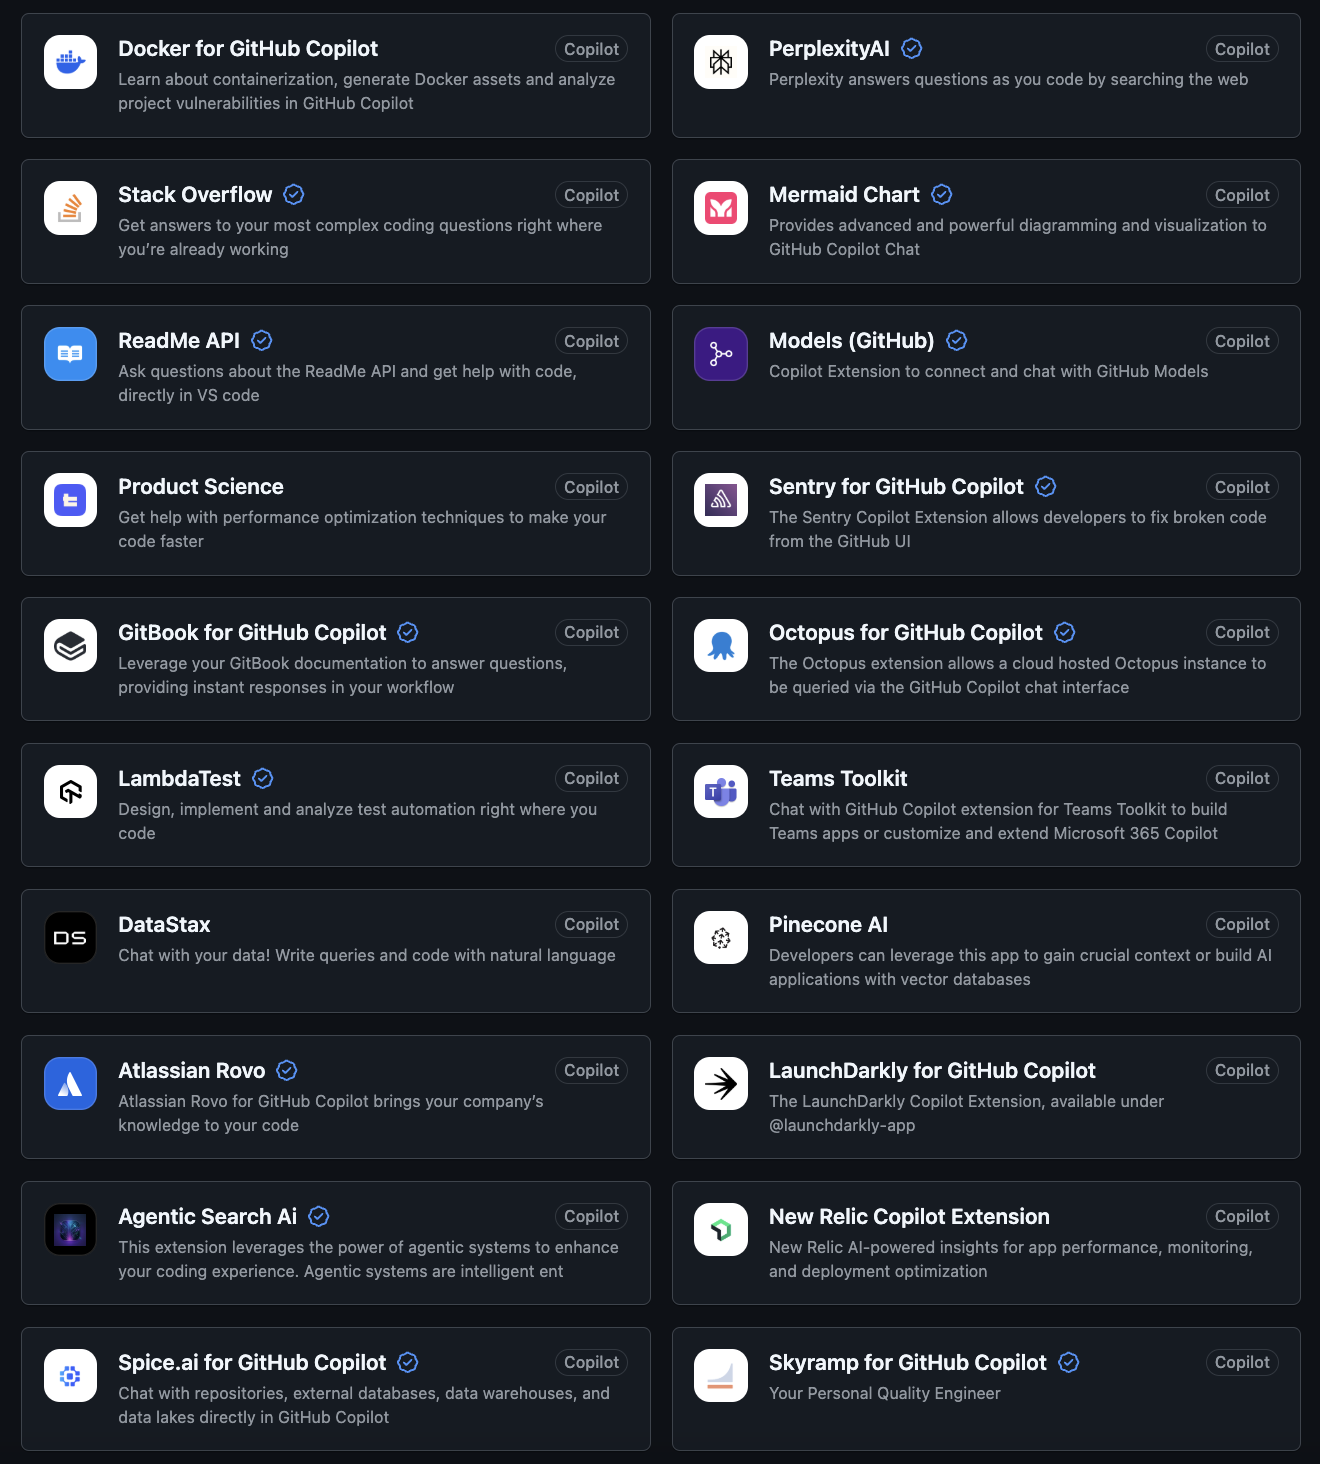 Docker for GitHub Copilot
Copilot
Learn about containerization, generate Docker assets and analyze
project vulnerabilities in GitHub Copilot
PerplexityAI
Copilot
Perplexity answers questions as you code by searching the web
Stack Overflow
Copilot
Get answers to your most complex coding questions right where
you’re already working
Mermaid Chart
Copilot
Provides advanced and powerful diagramming and visualization to
GitHub Copilot Chat
ReadMe API
Copilot
Ask questions about the ReadMe API and get help with code,
directly in VS code
Models (GitHub)
Copilot
Copilot Extension to connect and chat with GitHub Models
Product Science
Copilot
Get help with performance optimization techniques to make your
code faster
Sentry for GitHub Copilot
Copilot
The Sentry Copilot Extension allows developers to fix broken code
from the GitHub UI
GitBook for GitHub Copilot
Copilot
Leverage your GitBook documentation to answer questions,
providing instant responses in your workflow
Octopus for GitHub Copilot
Copilot
The Octopus extension allows a cloud hosted Octopus instance to
be queried via the GitHub Copilot chat interface
LambdaTest
Copilot
Design, implement and analyze test automation right where you
code
T
Teams Toolkit
Copilot
Chat with GitHub Copilot extension for Teams Toolkit to build
Teams apps or customize and extend Microsoft 365 Copilot
DS
DataStax
Copilot
Chat with your data! Write queries and code with natural language
Pinecone AI
Copilot
Developers can leverage this app to gain crucial context or build AI
applications with vector databases
Atlassian Rovo
Copilot
Atlassian Rovo for GitHub Copilot brings your company’s
knowledge to your code
LaunchDarkly for GitHub Copilot
Copilot
The LaunchDarkly Copilot Extension, available under
@launchdarkly-app
Agentic Search Ai
Copilot
This extension leverages the power of agentic systems to enhance
your coding experience. Agentic systems are intelligent ent
New Relic Copilot Extension
Copilot
New Relic AI-powered insights for app performance, monitoring,
and deployment optimization
Spice.ai for GitHub Copilot
Copilot
Chat with repositories, external databases, data warehouses, and
data lakes directly in GitHub Copilot
Skyramp for GitHub Copilot
Copilot
Your Personal Quality Engineer